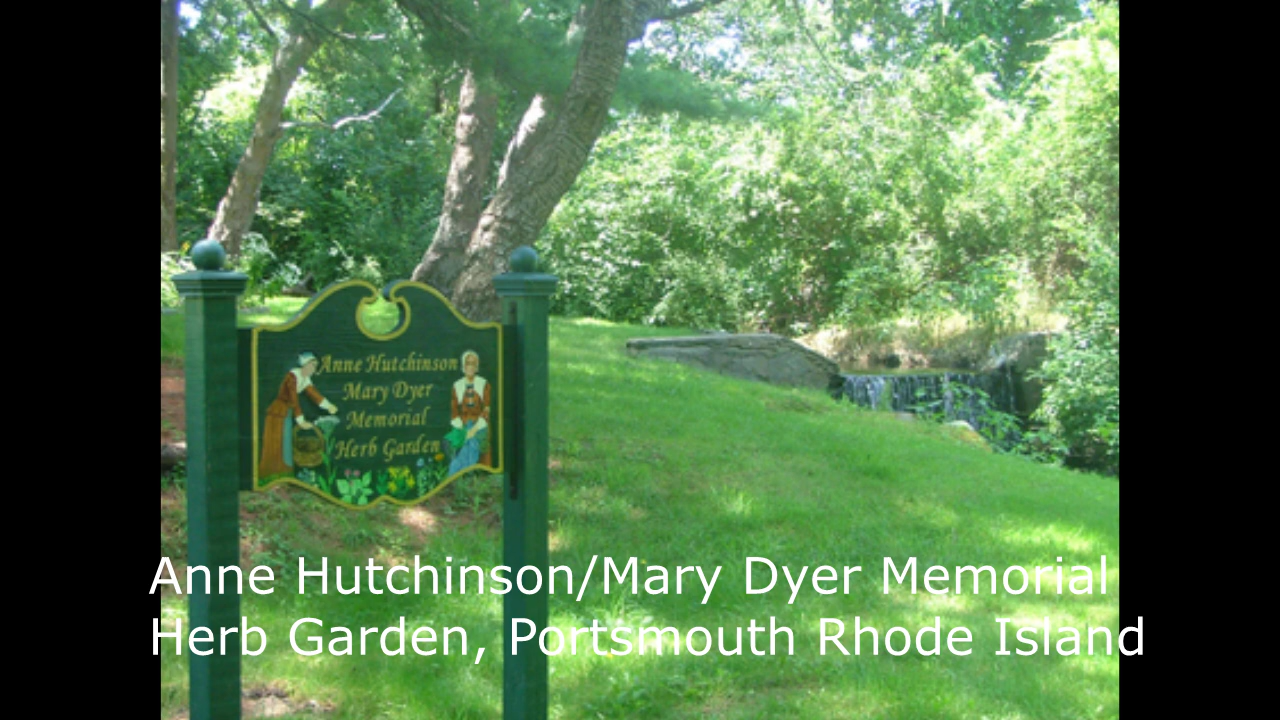 Anne Hutchinson
Mary Dyer
Memorial
Herb Garden
Anne Hutchinson/Mary Dyer Memorial
Herb Garden, Portsmouth Rhode Island